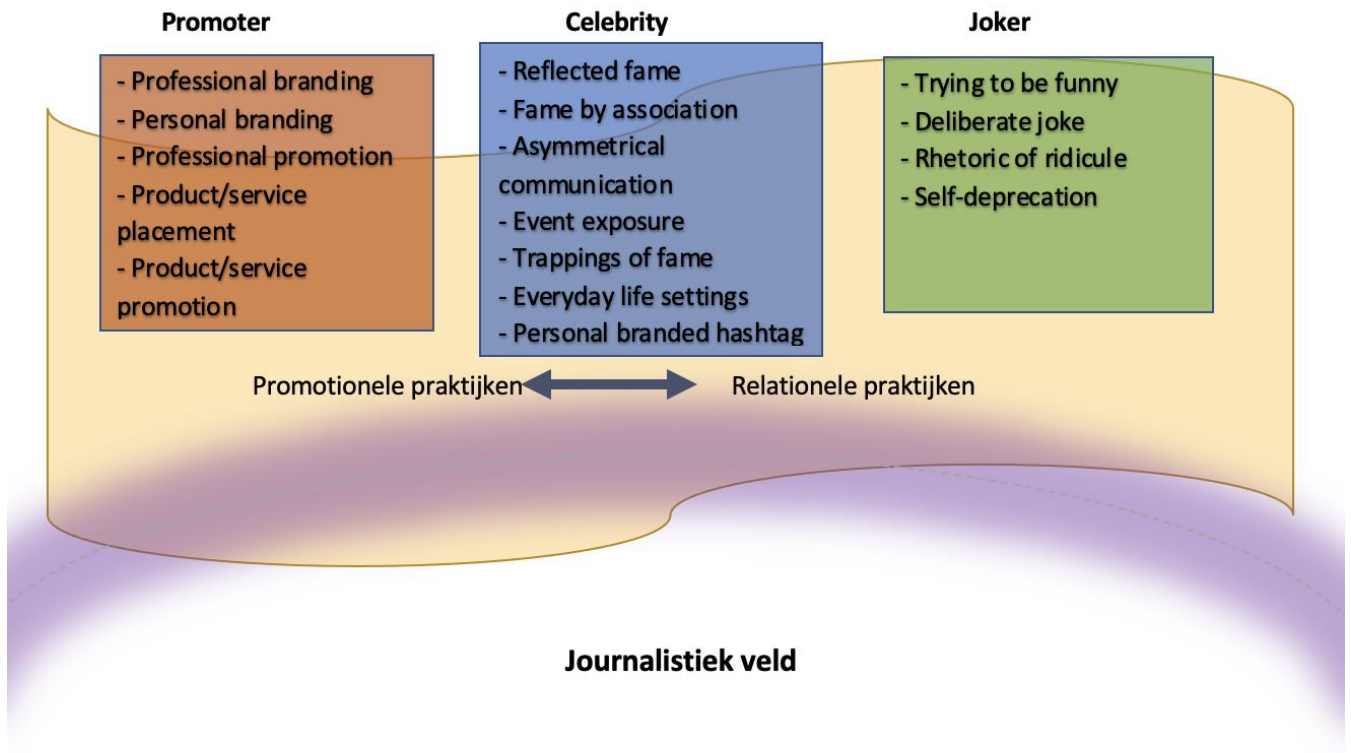 Promoter
- Professional branding
- Personal branding
- Professional promotion
- Product/service
placement
- Product/service
promotion
Celebrity
- Reflected fame
- Fame by association
- Asymmetrical
communication
- Event exposure
- Trappings of fame
- Everyday life settings
- Personal branded hashtag
Joker
- Trying to be funny
- Deliberate joke
- Rhetoric of ridicule
- Self-deprecation
Promotionele praktijken
Relationele praktijken
Journalistiek veld